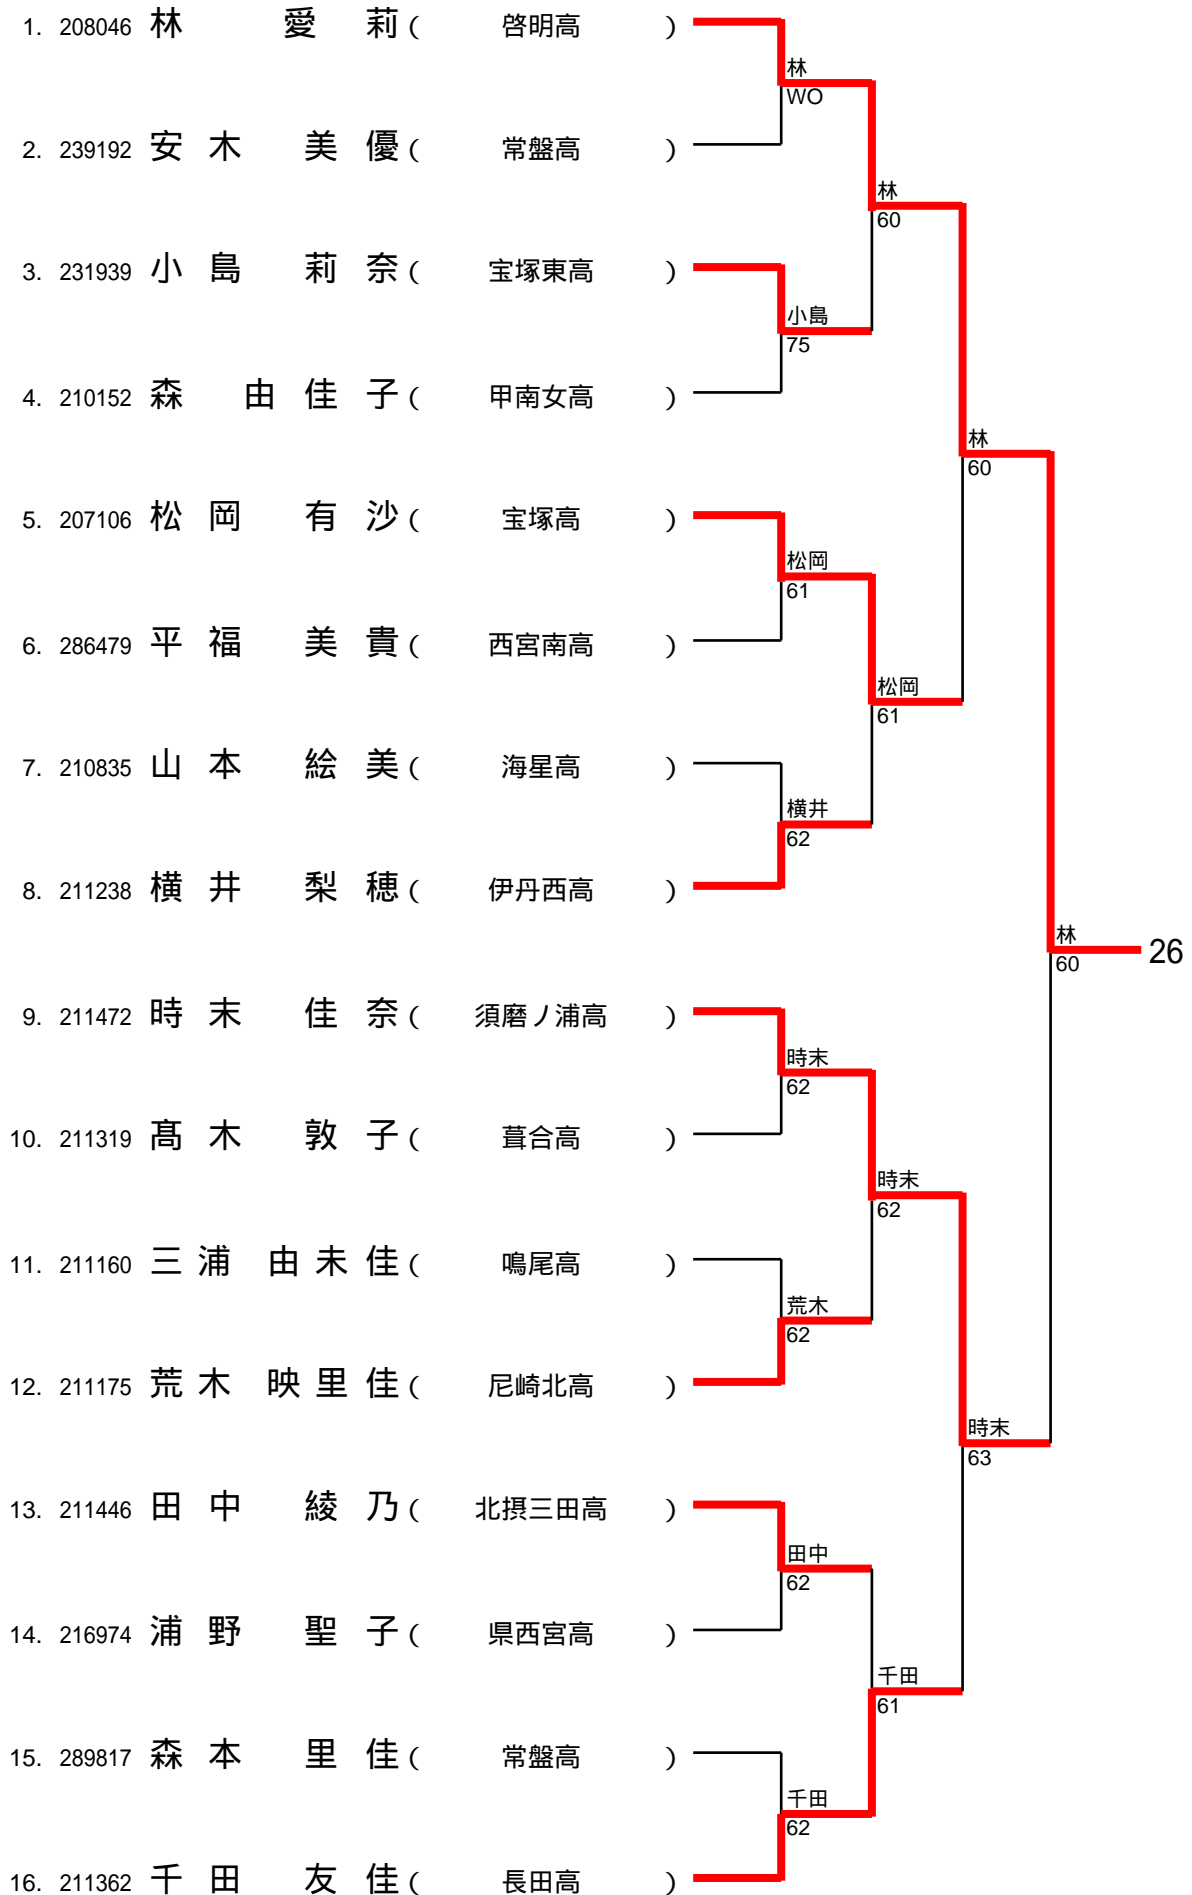 1. 208046 林 愛 莉 ( 啓明高 )
林
WO
2. 239192 安 木 美 優 ( 常盤高 )
林
60
3. 231939 小 島 莉 奈 ( 宝塚東高 )
小島
75
4. 210152 森 由 佳 子 ( 甲南女高 )
林
60
5. 207106 松 岡 有 沙 ( 宝塚高 )
松岡
61
6. 286479 平 福 美 貴 ( 西宮南高 )
松岡
61
7. 210835 山 本 絵 美 ( 海星高 )
横井
62
8. 211238 横 井 梨 穂 ( 伊丹西高 )
林
60
26
9. 211472 時 末 佳 奈 ( 須磨ノ浦高 )
時末
62
10. 211319 髙 木 敦 子 ( 葺合高 )
時末
62
11. 211160 三 浦 由 未 佳 ( 鳴尾高 )
荒木
62
12. 211175 荒 木 映 里 佳 ( 尼崎北高 )
時末
63
13. 211446 田 中 綾 乃 ( 北摂三田高 )
田中
62
14. 216974 浦 野 聖 子 ( 県西宮高 )
千田
61
15. 289817 森 本 里 佳 ( 常盤高 )
千田
62
16. 211362 千 田 友 佳 ( 長田高 )